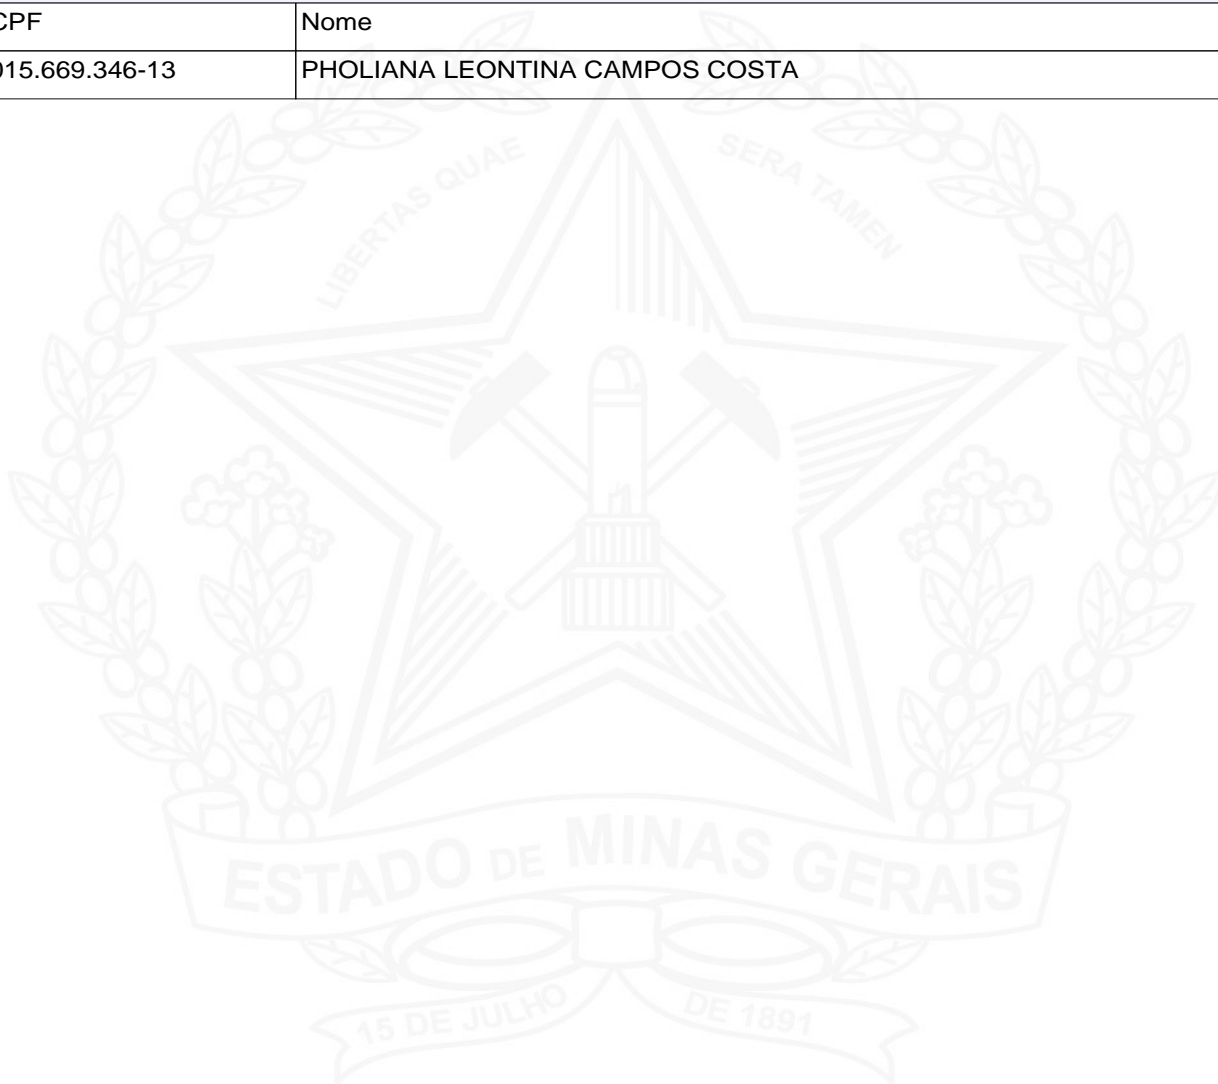 CPF Nome
015.669.346-13 PHOLIANA LEONTINA CAMPOS COSTA
LIBERTAS QUAE SERA TAMEN
ESTADO DE MINAS GERAIS
15 DE JULHO DE 1891